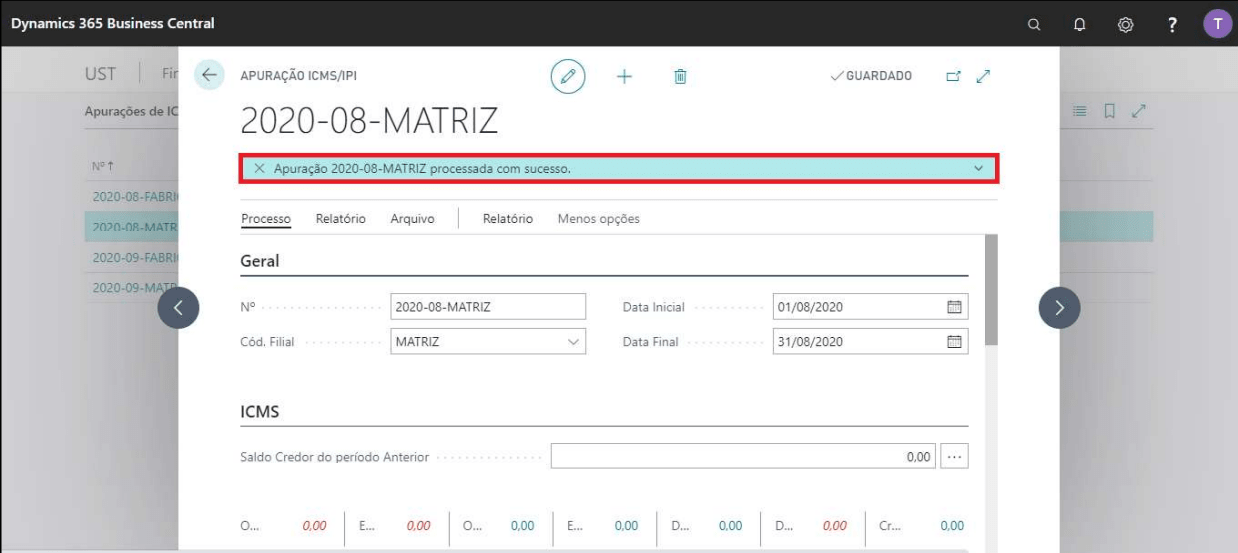 Dynamics 365 Business Central
? T
UST Fir
APURAÇÃO ICMS/IPI GUARDADO
Apurações de IC
2020-08-MATRIZ
Nº ↑
Apuração 2020-08-MATRIZ processada com sucesso.
2020-08-FABRI
2020-08-MATR
2020-09-FABRI
2020-09-MATR
Processo Relatório Arquivo Relatório Menos opções
Geral
Nº 2020-08-MATRIZ Data Inicial 01/08/2020
Cód. Filial MATRIZ Data Final 31/08/2020
ICMS
Saldo Credor do período Anterior 0,00 ...
O... 0,00 E... 0,00 O... 0,00 E... 0,00 D... 0,00 D... 0,00 Cr... 0,00